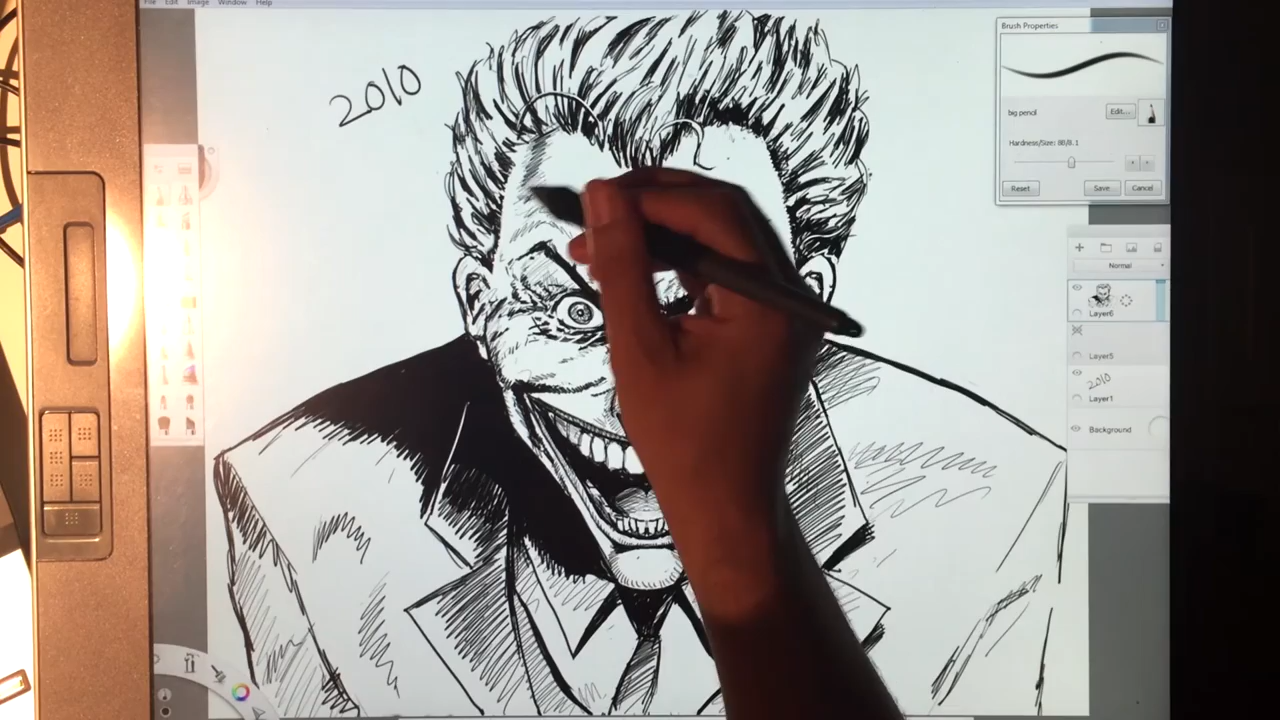 File Edit Image Window Help
Brush Properties
2010
big pencil Edit...
Hardness/Size: 80/8.1
Reset Save Cancel
Normal
Layer6
Layer5
2010
Layer1
Background